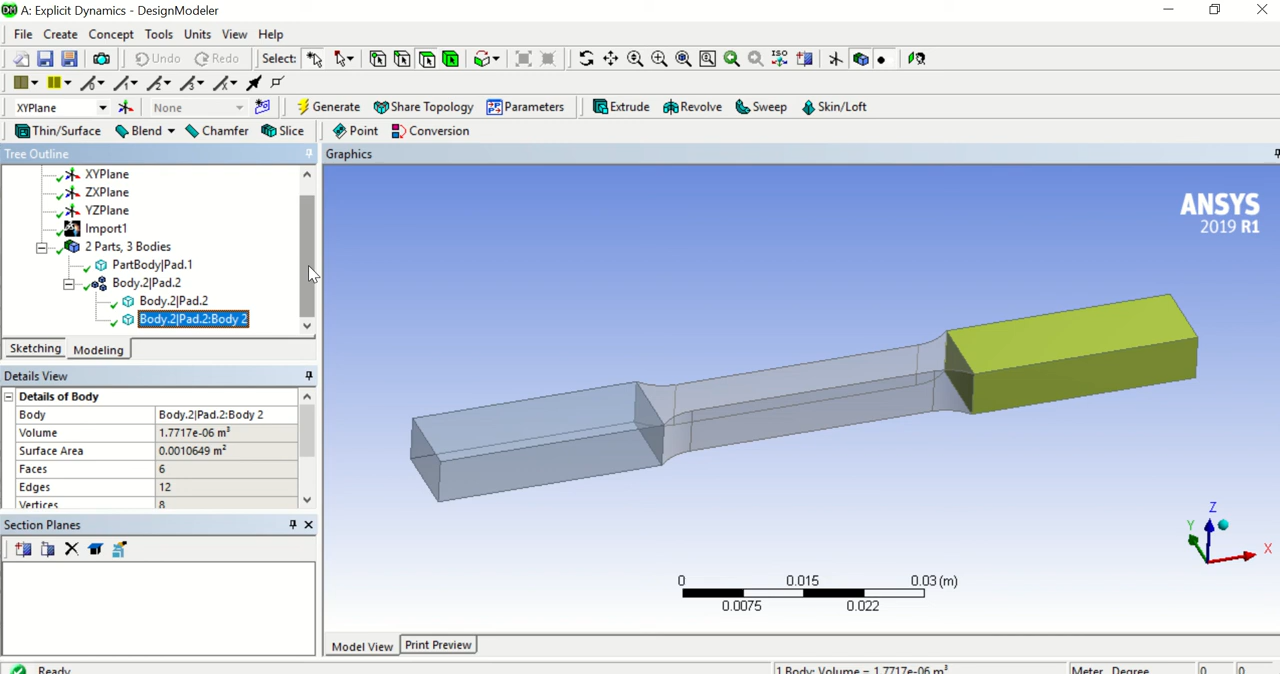 A: Explicit Dynamics - DesignModeler
File Create Concept Tools Units View Help
Undo Redo Select:
ISO
XYPlane None Generate Share Topology Parameters Extrude Revolve Sweep Skin/Loft
Thin/Surface Blend Chamfer Slice Point Conversion
Tree Outline
XYPlane
ZXPlane
YZPlane
Import1
2 Parts, 3 Bodies
PartBody|Pad.1
Body.2|Pad.2
Body.2|Pad.2
Body.2|Pad.2:Body 2
Sketching Modeling
Details View
Details of Body
Body Body.2|Pad.2:Body 2
Volume 1.7717e-06 m³
Surface Area 0.0010649 m²
Faces 6
Edges 12
Vertices 8
Section Planes
Graphics
ANSYS
2019 R1
Z
Y
X
0 0.015 0.03 (m)
0.0075 0.022
Model View Print Preview
Ready 1 Body: Volume = 1.7717e-06 m³ Meter Degree 0 0